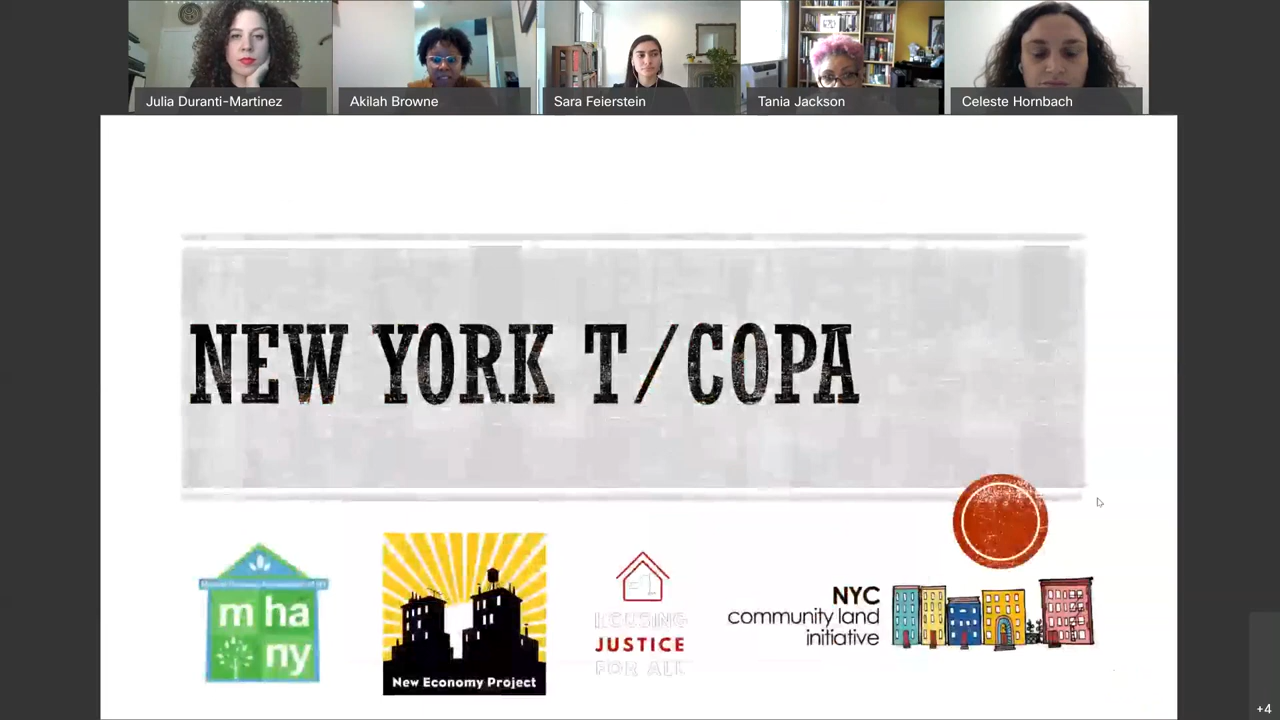 Julia Duranti-Martinez
Akilah Browne
Sara Feierstein
Tania Jackson
Celeste Hornbach
NEW YORK T/COPA
m ha
ny
New Economy Project
HOUSING
JUSTICE
FOR ALL
NYC
community land
initiative
+4